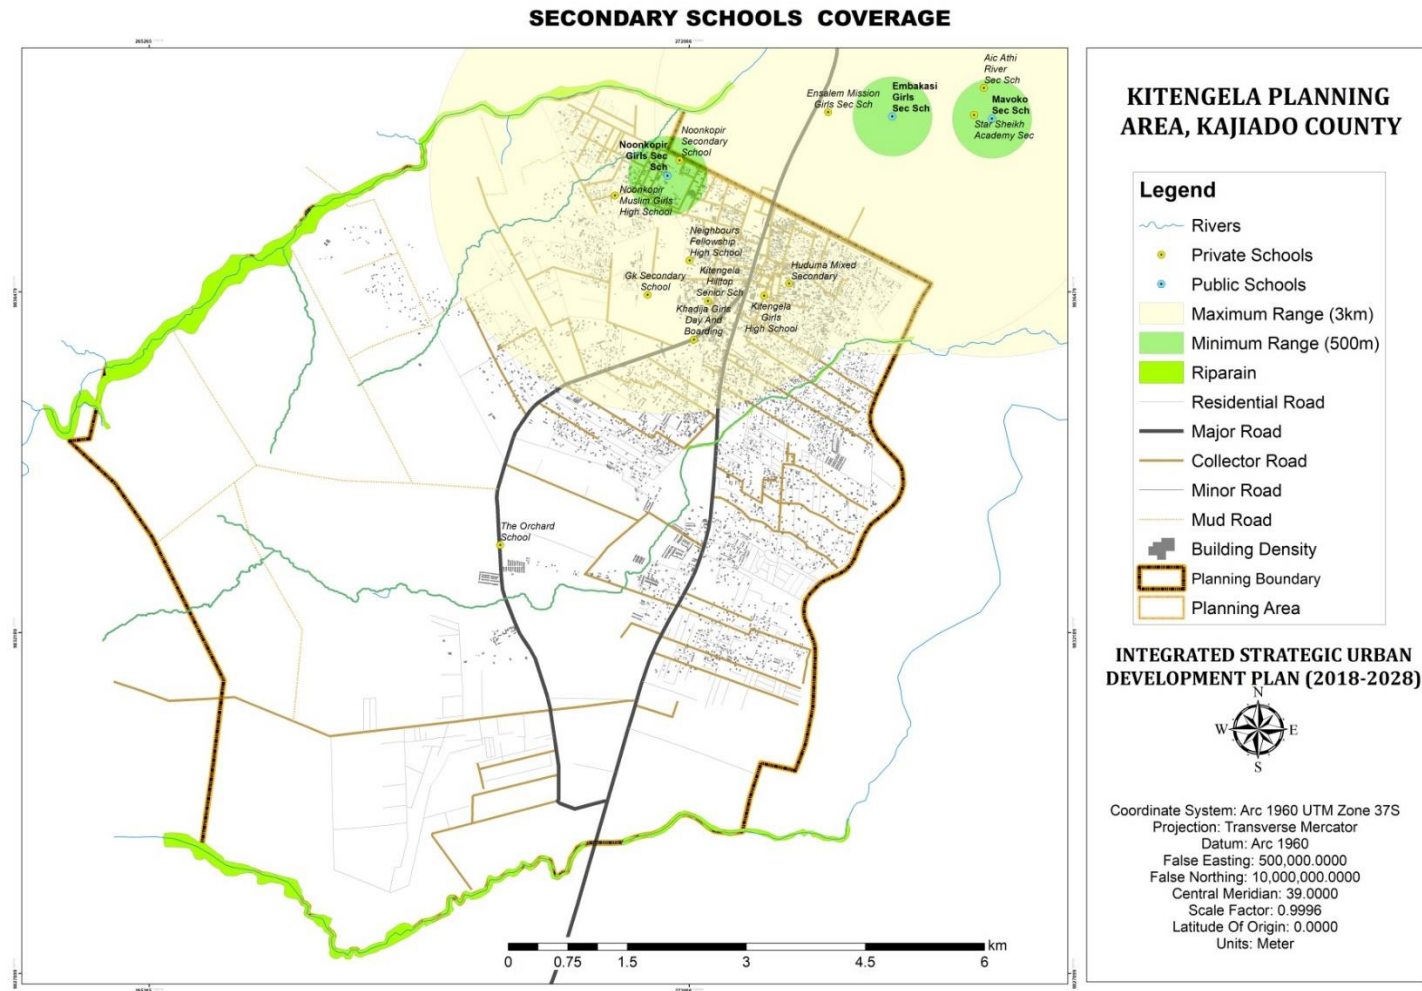 SECONDARY SCHOOLS COVERAGE
Aic Athi
River
Sec Sch
Ensalem Mission
Girls Sec Sch
Embakasi
Girls
Sec Sch
Mavoko
Sec Sch
Star Sheikh
Academy Sec
Noonkopir
Secondary
School
Noonkopir
Girls Sec
Sch
Noonkopir
Muslim Girls
High School
Neighbours
Fellowship
High School
Gk Secondary
School
Kitengela
Hilltop
Senior Sch
Huduma Mixed
Secondary
Khadija Girls
Day And
Boarding
Kitengela
Girls
High School
The Orchard
School
km
0 0.75 1.5 3 4.5 6
KITENGELA PLANNING
AREA, KAJIADO COUNTY
Legend
Rivers
Private Schools
Public Schools
Maximum Range (3km)
Minimum Range (500m)
Riparain
Residential Road
Major Road
Collector Road
Minor Road
Mud Road
Building Density
Planning Boundary
Planning Area
INTEGRATED STRATEGIC URBAN
DEVELOPMENT PLAN (2018-2028)
N
W E
S
Coordinate System: Arc 1960 UTM Zone 37S
Projection: Transverse Mercator
Datum: Arc 1960
False Easting: 500,000.0000
False Northing: 10,000,000.0000
Central Meridian: 39.0000
Scale Factor: 0.9996
Latitude Of Origin: 0.0000
Units: Meter